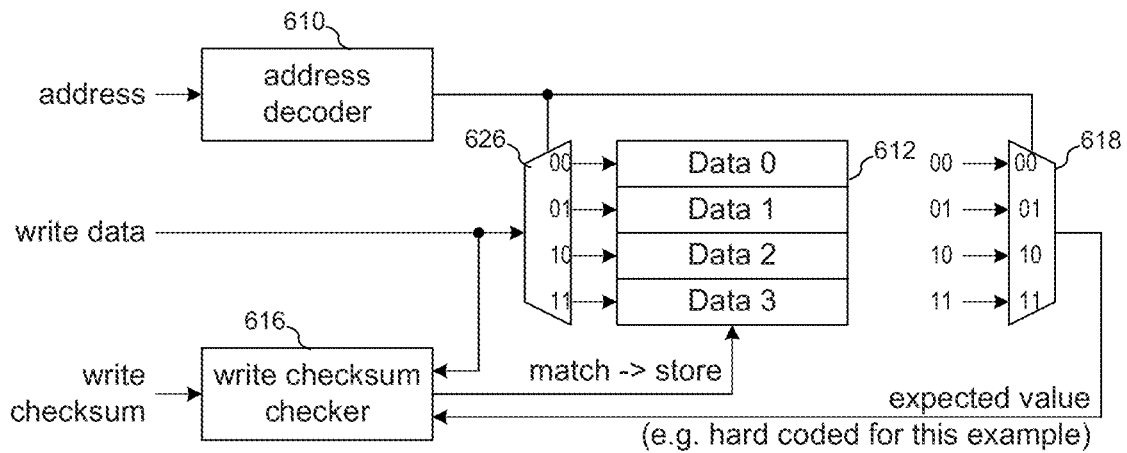 610
address
address
decoder
626
612
618
00
Data 0
00
00
01
Data 1
01
01
write data
10
Data 2
10
10
11
Data 3
11
11
616
write
checksum
write checksum
checker
match -> store
expected value
(e.g. hard coded for this example)